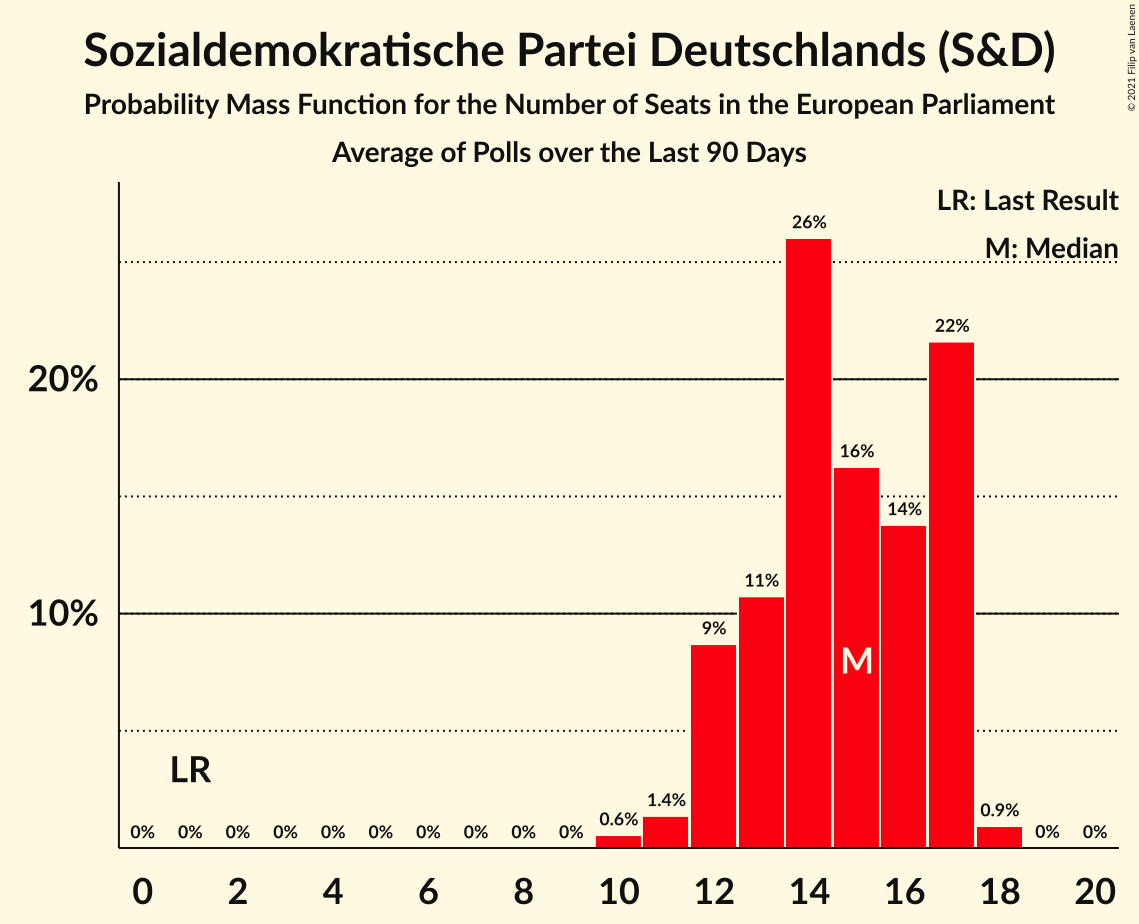 Sozialdemokratische Partei Deutschlands (S&D)
Probability Mass Function for the Number of Seats in the European Parliament
Average of Polls over the Last 90 Days
© 2021 Filip van Laenen
LR: Last Result
M: Median
26%
22%
20%
16%
14%
11%
10%
9%
M
LR
0% 0% 0% 0% 0% 0% 0% 0% 0% 0% 0.6% 1.4% 0.9% 0% 0%
0 2 4 6 8 10 12 14 16 18 20